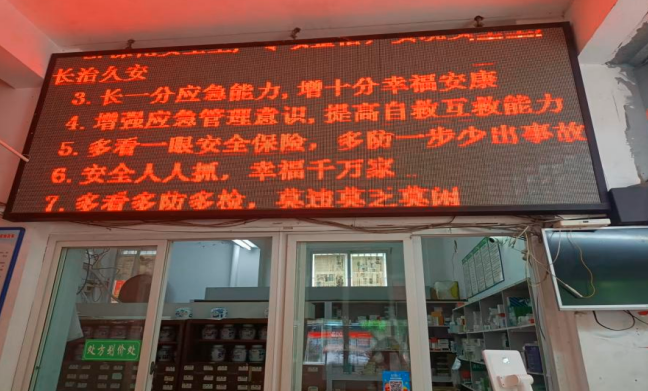 长治久安
3.长一分应急能力,增十分幸福安康
4.增强应急管理意识,提高自救互救能力
5.多看一眼安全保险,多防一步少出事故
6.安全人人抓,幸福千万家
7.多看多防多检,莫违莫之莫闲
处方划价处